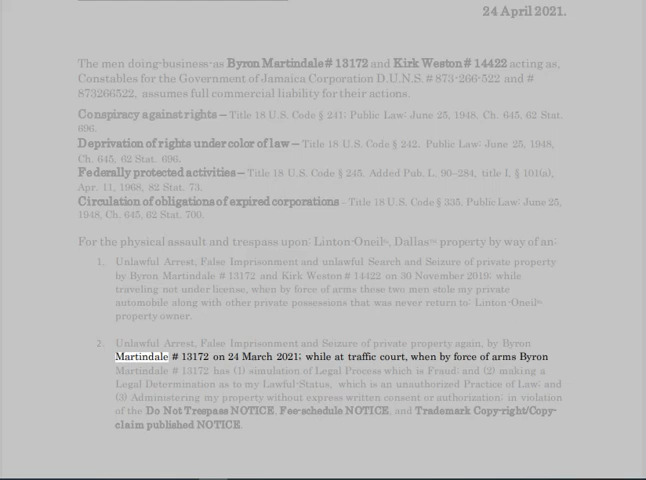 24 April 2021.
The men doing-business-as Byron Martindale# 13172 and Kirk Weston# 14422 acting as,
Constables for the Government of Jamaica Corporation D.U.N.S. # 873-266-522 and #
873266522, assumes full commercial liability for their actions.
Conspiracy against rights – Title 18 U.S. Code § 241; Public Law: June 25, 1948, Ch. 645, 62 Stat.
696.
Deprivation of rights under color of law – Title 18 U.S. Code § 242. Public Law: June 25, 1948,
Ch. 645, 62 Stat. 696.
Federally protected activities – Title 18 U.S. Code § 245. Added Pub. L. 90–284, title I, § 101(a),
Apr. 11, 1968, 82 Stat. 73.
Circulation of obligations of expired corporations - Title 18 U.S. Code § 335. Public Law: June 25,
1948, Ch. 645, 62 Stat. 700.
For the physical assault and trespass upon: Linton-Oneil, Dallas™ property by way of an:
1. Unlawful Arrest, False Imprisonment and unlawful Search and Seizure of private property
by Byron Martindale # 13172 and Kirk Weston # 14422 on 30 November 2019; while
traveling not under license, when by force of arms these two men stole my private
automobile along with other private possessions that was never return to: Linton-Oneil
property owner.
2. Unlawful Arrest, False Imprisonment and Seizure of private property again, by Byron
Martindale # 13172 on 24 March 2021; while at traffic court, when by force of arms Byron
Martindale # 13172 has (1) simulation of Legal Process which is Fraud; and (2) making a
Legal Determination as to my Lawful-Status, which is an unauthorized Practice of Law; and
(3) Administering my property without express written consent or authorization; in violation
of the Do Not Trespass NOTICE, Fee-schedule NOTICE, and Trademark Copy-right/Copy-
claim published NOTICE.